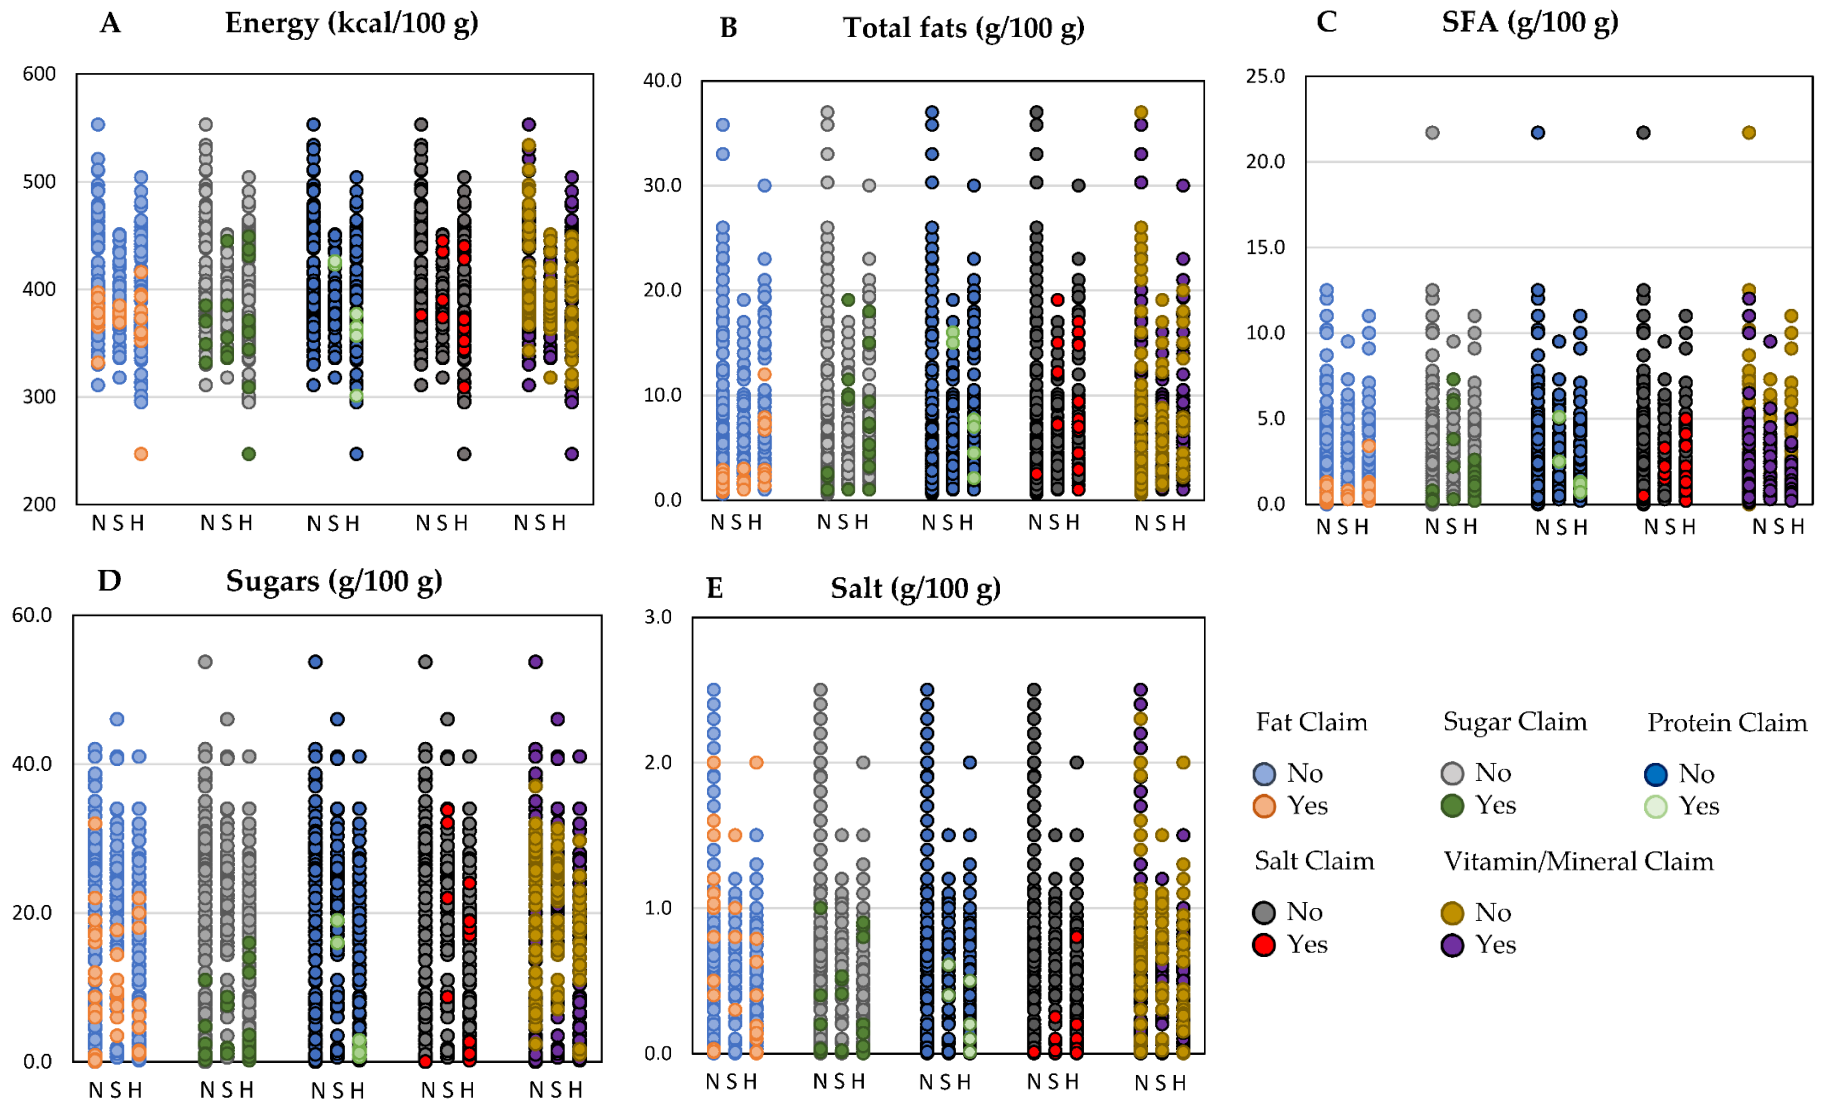 A Energy (kcal/100 g)
600
500
400
300
200
N S H N S H N S H N S H N S H
B Total fats (g/100 g)
40.0
30.0
20.0
10.0
0.0
N S H N S H N S H N S H N S H
C SFA (g/100 g)
25.0
20.0
15.0
10.0
5.0
0.0
N S H N S H N S H N S H N S H
D Sugars (g/100 g)
60.0
40.0
20.0
0.0
N S H N S H N S H N S H N S H
E Salt (g/100 g)
3.0
2.0
1.0
0.0
N S H N S H N S H N S H N S H
Fat Claim Sugar Claim Protein Claim
No No No
Yes Yes Yes
Salt Claim Vitamin/Mineral Claim
No No
Yes Yes